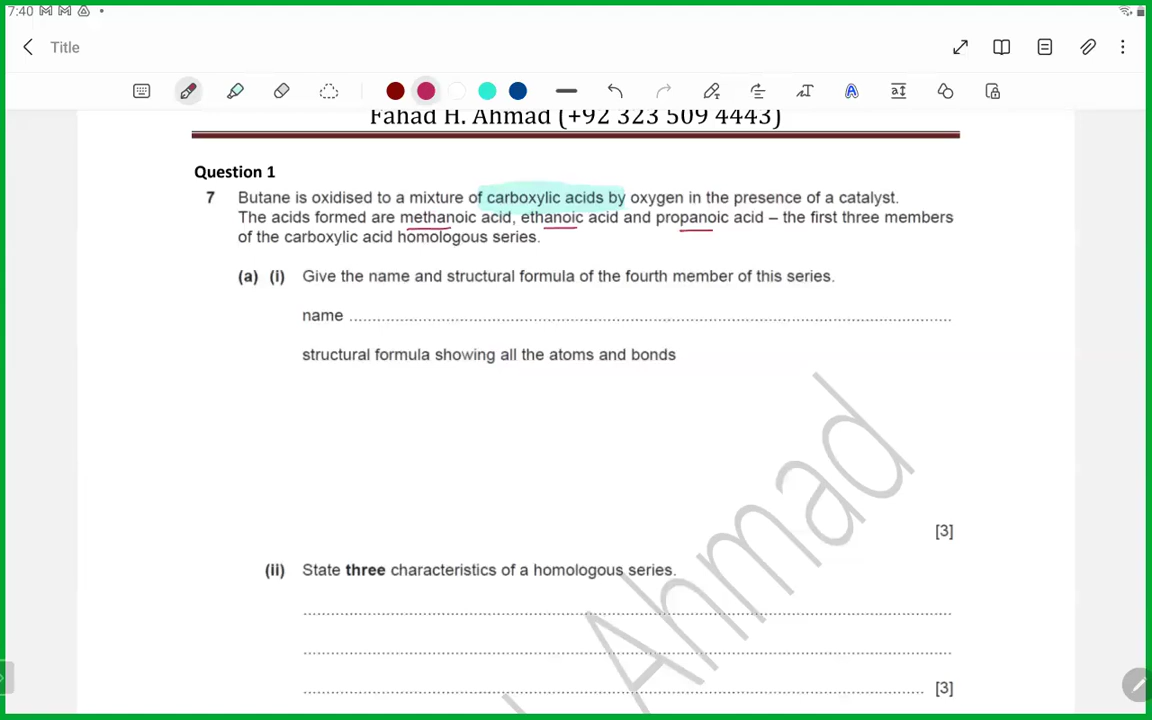 7:40
Title
Fahad H. Ahmad (+92 323 509 4443)
Question 1
7 Butane is oxidised to a mixture of carboxylic acids by oxygen in the presence of a catalyst.
The acids formed are methanoic acid, ethanoic acid and propanoic acid – the first three members
of the carboxylic acid homologous series.
(a) (i) Give the name and structural formula of the fourth member of this series.
name
structural formula showing all the atoms and bonds
[3]
(ii) State three characteristics of a homologous series.
[3]
Ahmad